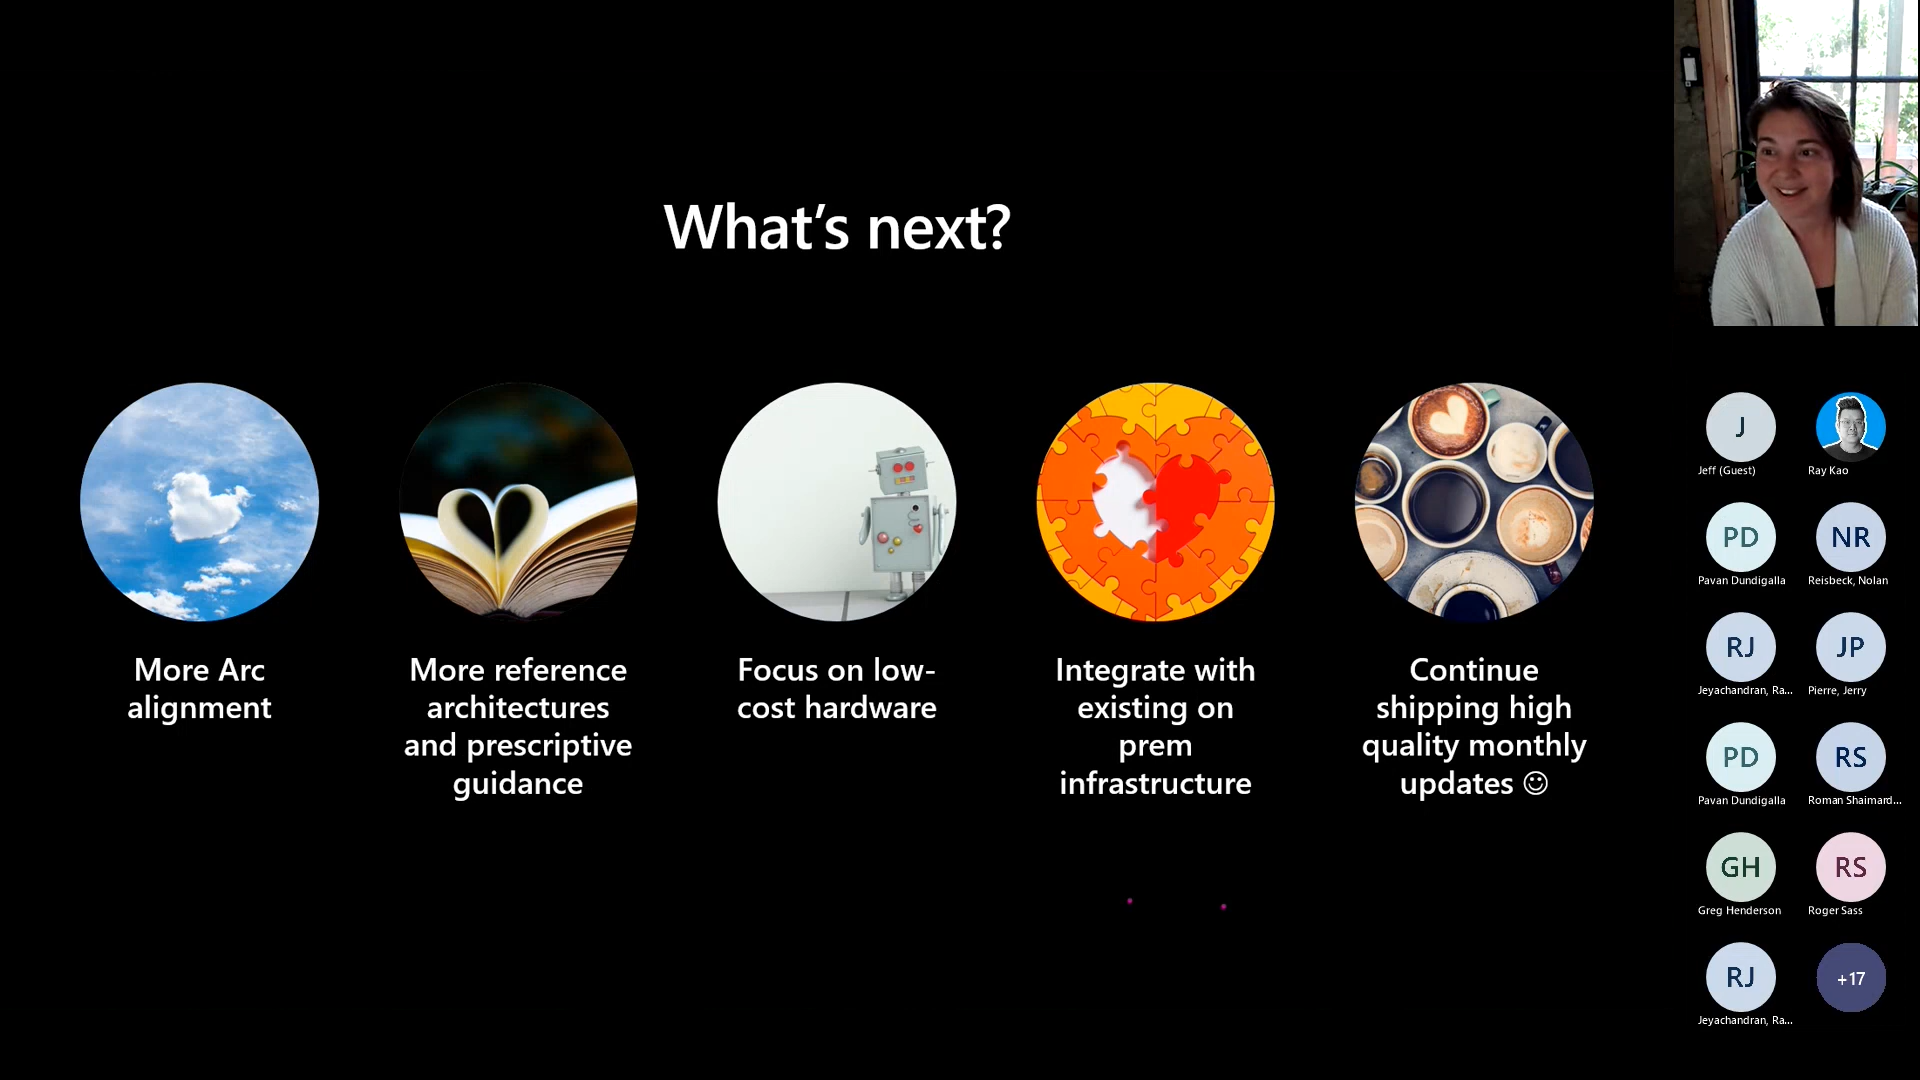 What's next?
More Arc
alignment
More reference
architectures
and prescriptive
guidance
Focus on low-
cost hardware
Integrate with
existing on
prem
infrastructure
Continue
shipping high
quality monthly
updates ☺
J
Jeff (Guest)
Ray Kao
PD
Pavan Dundigalla
NR
Reisbeck, Nolan
RJ
Jeyachandran, Ra...
JP
Pierre, Jerry
PD
Pavan Dundigalla
RS
Roman Shaimard...
GH
Greg Henderson
RS
Roger Sass
RJ
Jeyachandran, Ra...
+17